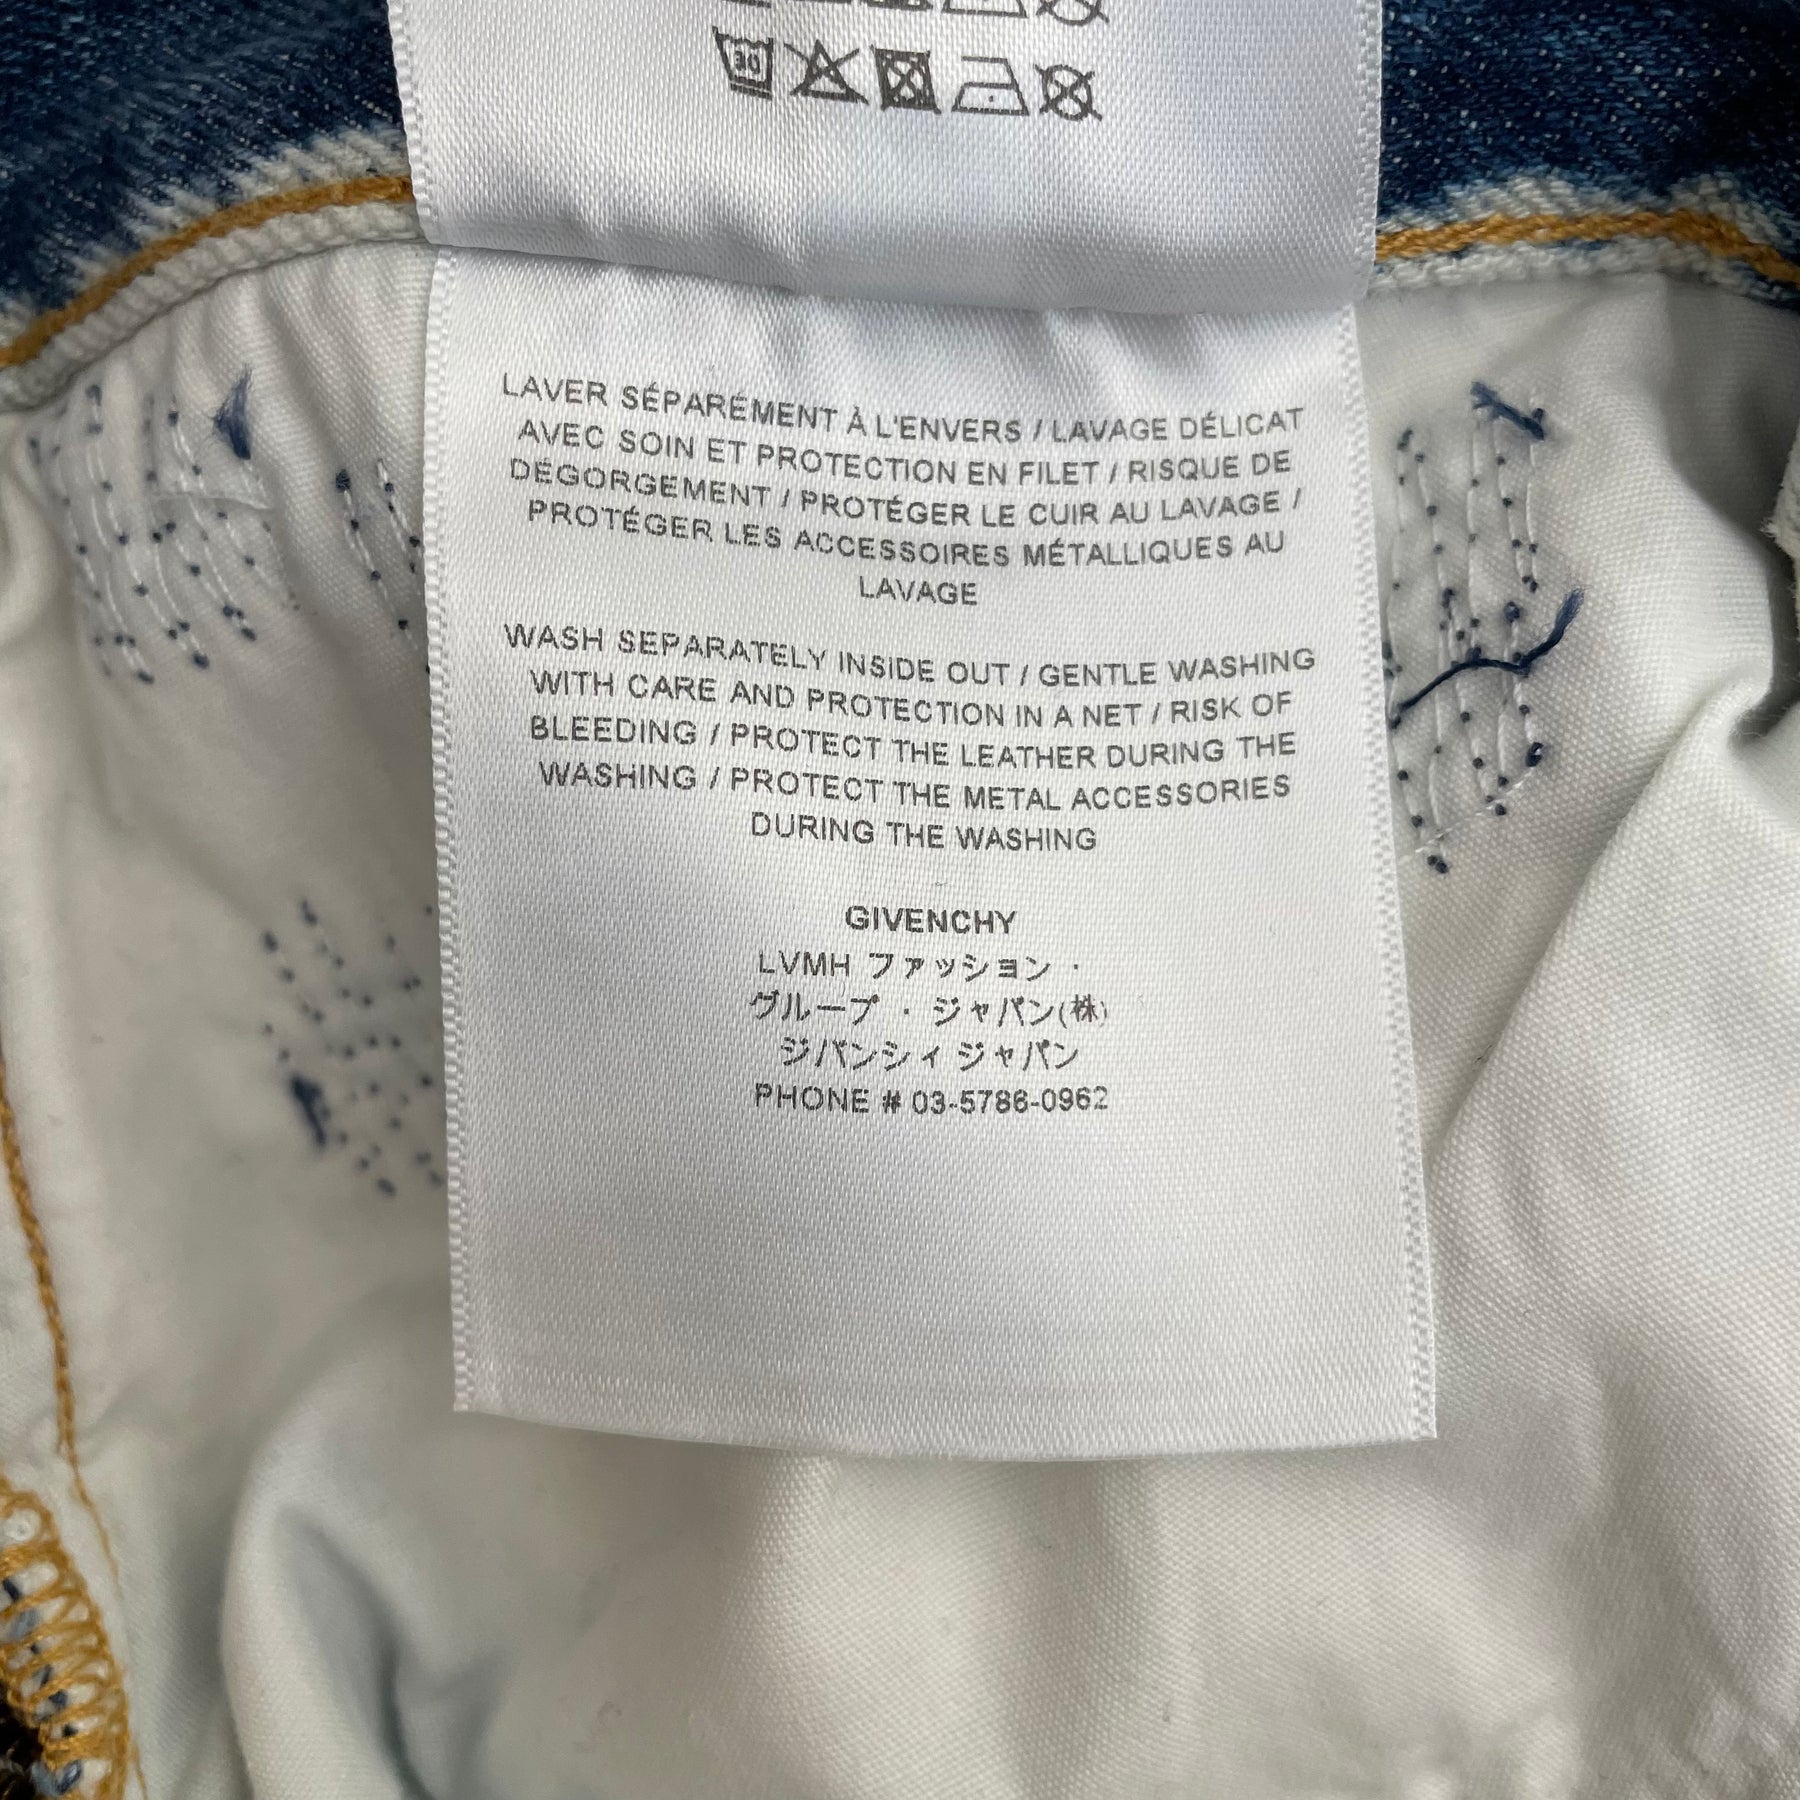 30
LAVER SÉPARÉMENT À L'ENVERS / LAVAGE DÉLICAT
AVEC SOIN ET PROTECTION EN FILET / RISQUE DE
DÉGORGEMENT / PROTÉGER LE CUIR AU LAVAGE /
PROTÉGER LES ACCESSOIRES MÉTALLIQUES AU
LAVAGE
WASH SEPARATELY INSIDE OUT / GENTLE WASHING
WITH CARE AND PROTECTION IN A NET / RISK OF
BLEEDING / PROTECT THE LEATHER DURING THE
WASHING / PROTECT THE METAL ACCESSORIES
DURING THE WASHING
GIVENCHY
LVMH ファッション ·
グループ · ジャパン(株)
ジバンシィ ジャパン
PHONE # 03-5786-0962